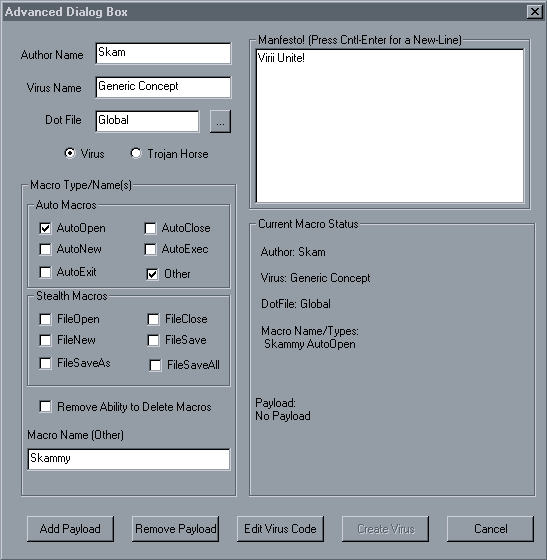 Advanced Dialog Box
Author Name
Skam
Virus Name
Generic Concept
Dot File
Global
...
Virus
Trojan Horse
Macro Type/Name(s)
Auto Macros
AutoOpen
AutoClose
AutoNew
AutoExec
AutoExit
Other
Stealth Macros
FileOpen
FileClose
FileNew
FileSave
FileSaveAs
FileSaveAll
Remove Ability to Delete Macros
Macro Name (Other)
Skammy
Manfesto! (Press Cntl-Enter for a New-Line)
Virii Unite!
Current Macro Status
Author: Skam
Virus: Generic Concept
DotFile: Global
Macro Name/Types:
Skammy AutoOpen
Payload:
No Payload
Add Payload
Remove Payload
Edit Virus Code
Create Virus
Cancel